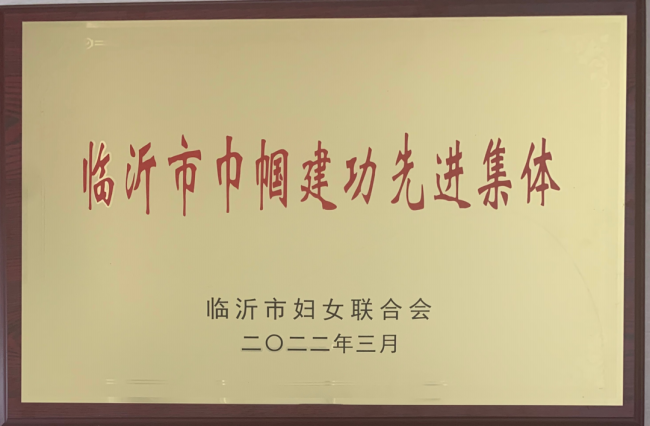 临沂市巾帼建功先进集体
临沂市妇女联合会
二〇二二年三月